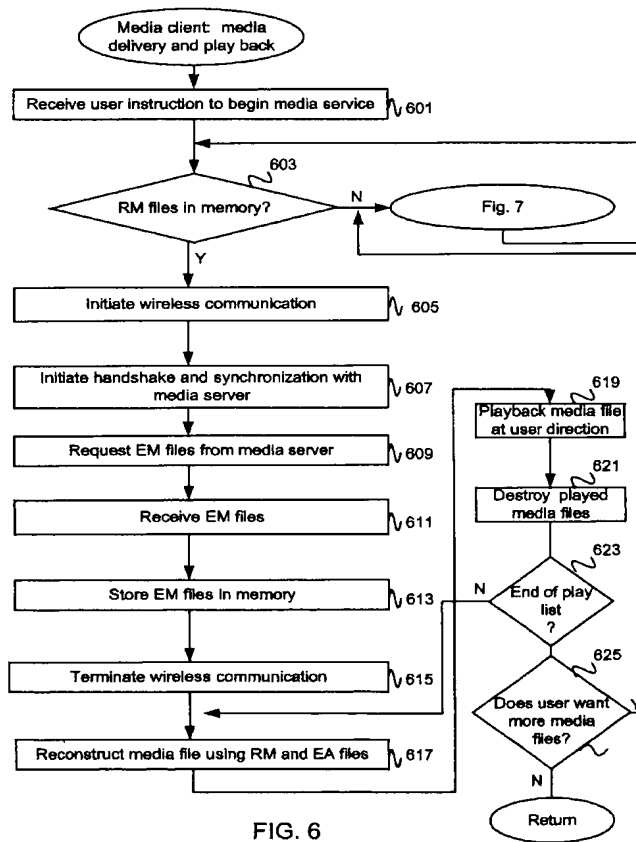 Media client: media
delivery and play
back
Receive user instruction to begin media service
601
603
RM files in memory?
N
Fig. 7
Y
Initiate wireless communication
605
Initiate handshake and synchronization with
media server
607
Request EM files from media server
609
Receive EM files
611
Store EM files in memory
613
Terminate wireless communication
615
Reconstruct media file using RM and EA files
617
619
Playback media file
at user direction
621
Destroy played
media files
623
N
End of play
list
?
625
Does user want
more media
files?
Y
N
Return
FIG. 6